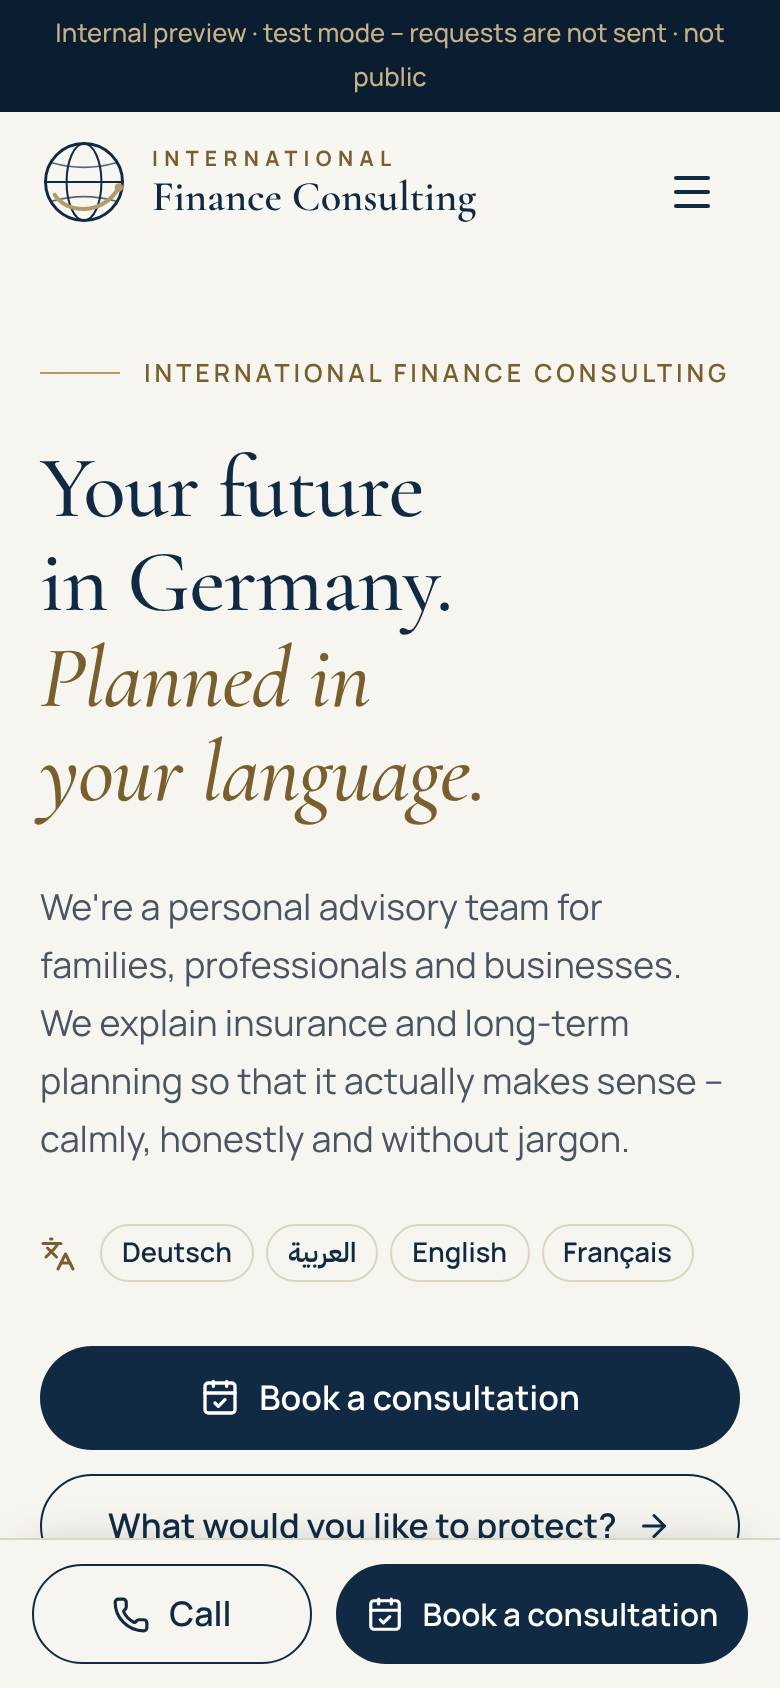 Internal preview · test mode – requests are not sent · not
public
INTERNATIONAL
Finance Consulting
INTERNATIONAL FINANCE CONSULTING
Your future
in Germany.
Planned in
your language.
We're a personal advisory team for
families, professionals and businesses.
We explain insurance and long-term
planning so that it actually makes sense –
calmly, honestly and without jargon.
Deutsch العربية English Français
Book a consultation
What would you like to protect?
Call Book a consultation